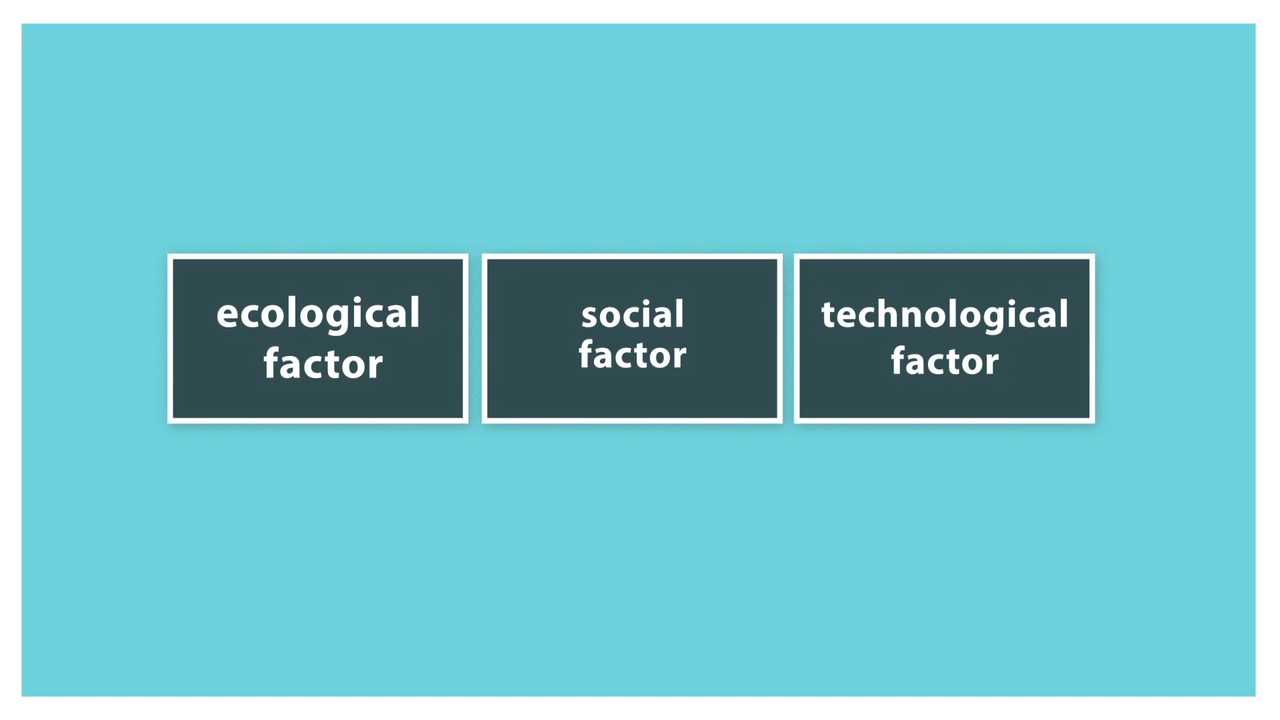 ecological
factor
social
factor
technological
factor